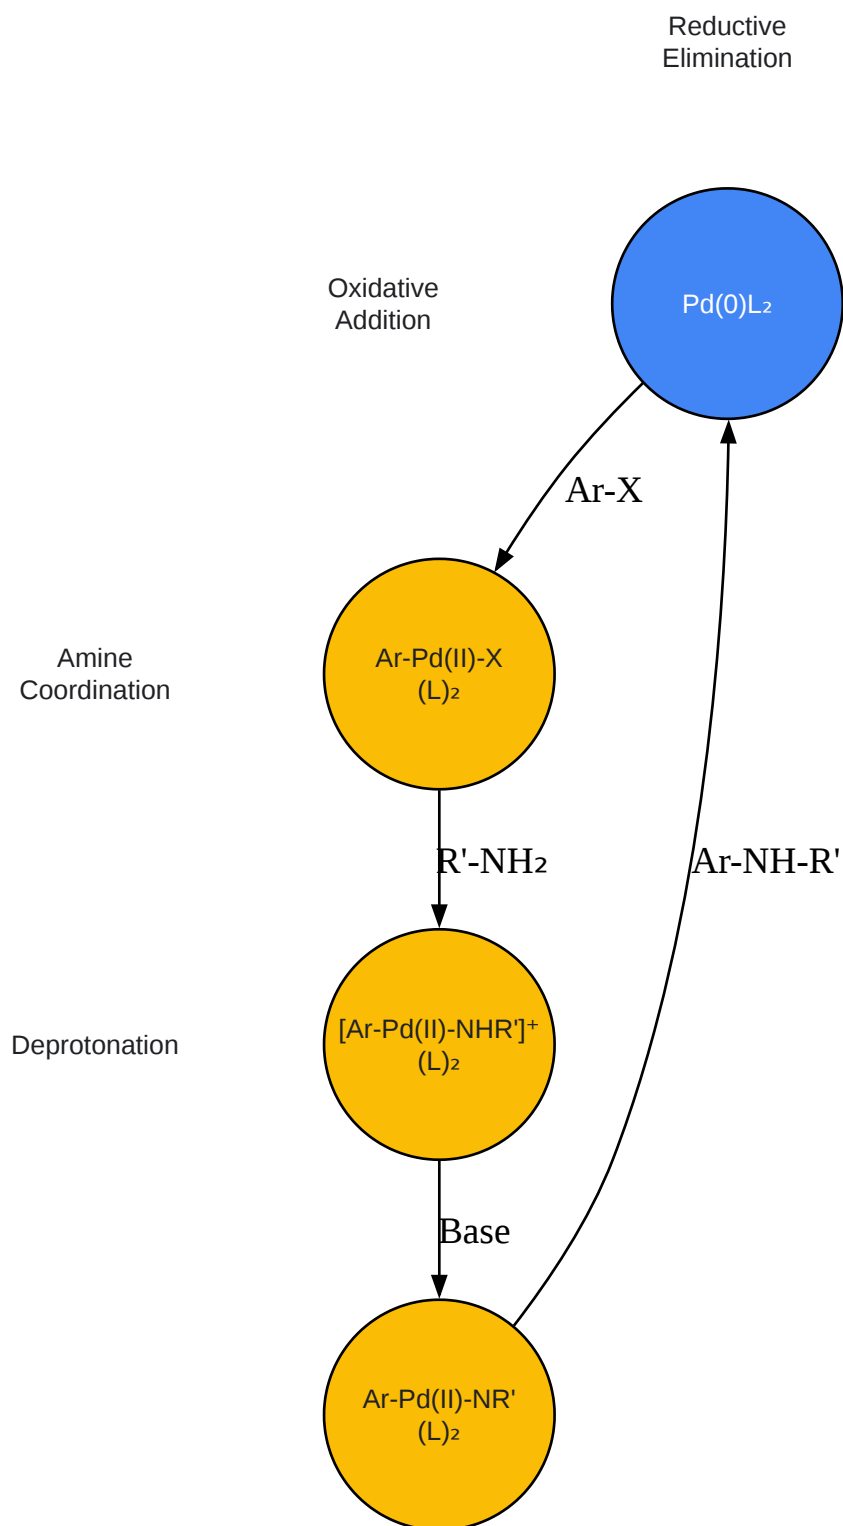 Reductive
Elimination
Oxidative
Addition
Pd(0)L₂
Ar-X
Amine
Coordination
Ar-Pd(II)-X
(L)₂
R'-NH₂
Ar-NH-R'
Deprotonation
[Ar-Pd(II)-NHR']⁺
(L)₂
Base
Ar-Pd(II)-NR'
(L)₂